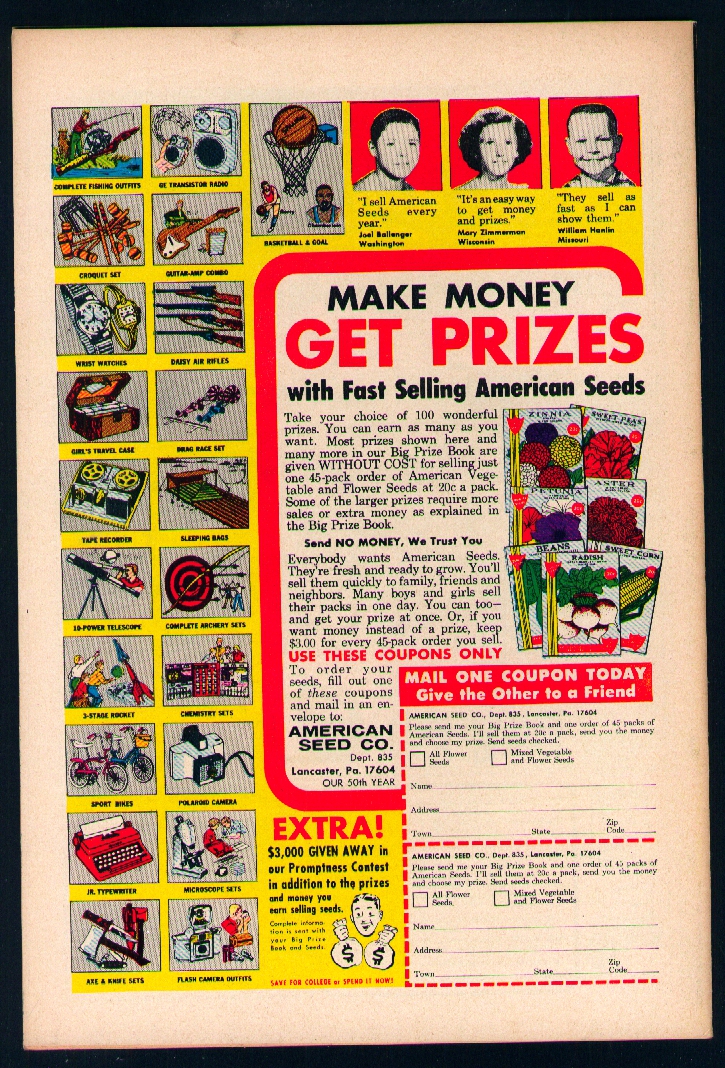 COMPLETE FISHING OUTFITS
GE TRANSISTOR RADIO
BASKETBALL & GOAL
CROQUET SET
GUITAR-AMP COMBO
WRIST WATCHES
DAISY AIR RIFLES
GIRL'S TRAVEL CASE
DRAG RACE SET
TAPE RECORDER
SLEEPING BAGS
10-POWER TELESCOPE
COMPLETE ARCHERY SETS
3-STAGE ROCKET
CHEMISTRY SETS
SPORT BIKES
POLAROID CAMERA
JR. TYPEWRITER
MICROSCOPE SETS
AXE & KNIFE SETS
FLASH CAMERA OUTFITS
"I sell American
Seeds every
year."
Joel Ballenger
Washington
"It's an easy way
to get money
and prizes."
Mary Zimmerman
Wisconsin
"They sell as
fast as I can
show them."
William Hanlin
Missouri
MAKE MONEY
GET PRIZES
with Fast Selling American Seeds
Take your choice of 100 wonderful
prizes. You can earn as many as you
want. Most prizes shown here and
many more in our Big Prize Book are
given WITHOUT COST for selling just
one 45-pack order of American Vege-
table and Flower Seeds at 20c a pack.
Some of the larger prizes require more
sales or extra money as explained in
the Big Prize Book.
Send NO MONEY, We Trust You
Everybody wants American Seeds.
They're fresh and ready to grow. You'll
sell them quickly to family, friends and
neighbors. Many boys and girls sell
their packs in one day. You can too—
and get your prize at once. Or, if you
want money instead of a prize, keep
$3.00 for every 45-pack order you sell.
ZINNIA
SWEET PEAS
PETUNIA
ASTER
BEANS
RADISH
SWEET CORN
USE THESE COUPONS ONLY
To order your
seeds, fill out one
of these coupons
and mail in an en-
velope to:
AMERICAN
SEED CO.
Dept. 835
Lancaster, Pa. 17604
OUR 50th YEAR
MAIL ONE COUPON TODAY
Give the Other to a Friend
AMERICAN SEED CO., Dept. 835, Lancaster, Pa. 17604
Please send me your Big Prize Book and one order of 45 packs of
American Seeds. I'll sell them at 20c a pack, send you the money
and choose my prize. Send seeds checked.
All Flower
Seeds
Mixed Vegetable
and Flower Seeds
Name
Address
Town State Zip Code
AMERICAN SEED CO., Dept. 835, Lancaster, Pa. 17604
Please send me your Big Prize Book and one order of 45 packs of
American Seeds. I'll sell them at 20c a pack, send you the money
and choose my prize. Send seeds checked.
All Flower
Seeds
Mixed Vegetable
and Flower Seeds
Name
Address
Town State Zip Code
EXTRA!
$3,000 GIVEN AWAY in
our Promptness Contest
in addition to the prizes
and money you
earn selling seeds.
Complete informa-
tion is sent with
your Big Prize
Book and Seeds.
$ $
SAVE FOR COLLEGE or SPEND IT NOW!